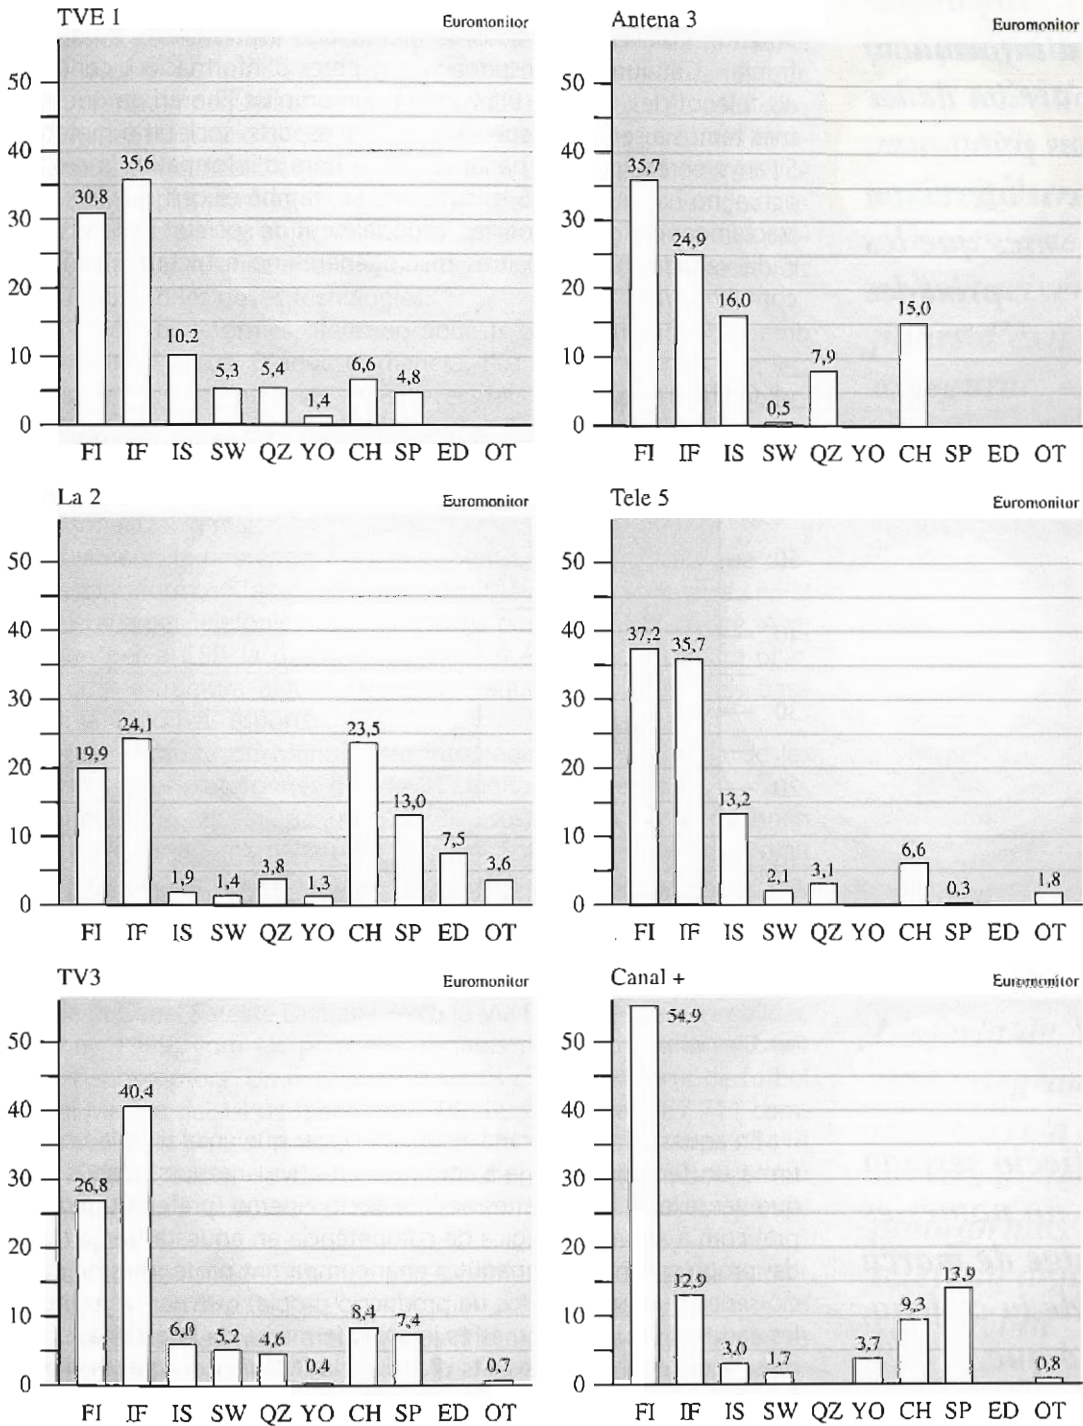 TVE 1 Euromonitor
50
40
30
20
10
0
30,8 35,6 10,2 5,3 5,4 1,4 6,6 4,8
FI IF IS SW QZ YO CH SP ED OT
Antena 3 Euromonitor
50
40
30
20
10
0
35,7 24,9 16,0 0,5 7,9 15,0
FI IF IS SW QZ YO CH SP ED OT
La 2 Euromonitor
50
40
30
20
10
0
19,9 24,1 1,9 1,4 3,8 1,3 23,5 13,0 7,5 3,6
FI IF IS SW QZ YO CH SP ED OT
Tele 5 Euromonitor
50
40
30
20
10
0
37,2 35,7 13,2 2,1 3,1 6,6 0,3 1,8
FI IF IS SW QZ YO CH SP ED OT
TV3 Euromonitor
50
40
30
20
10
0
26,8 40,4 6,0 5,2 4,6 0,4 8,4 7,4 0,7
FI IF IS SW QZ YO CH SP ED OT
Canal + Euromonitor
50
40
30
20
10
0
54,9 12,9 3,0 1,7 3,7 9,3 13,9 0,8
FI IF IS SW QZ YO CH SP ED OT